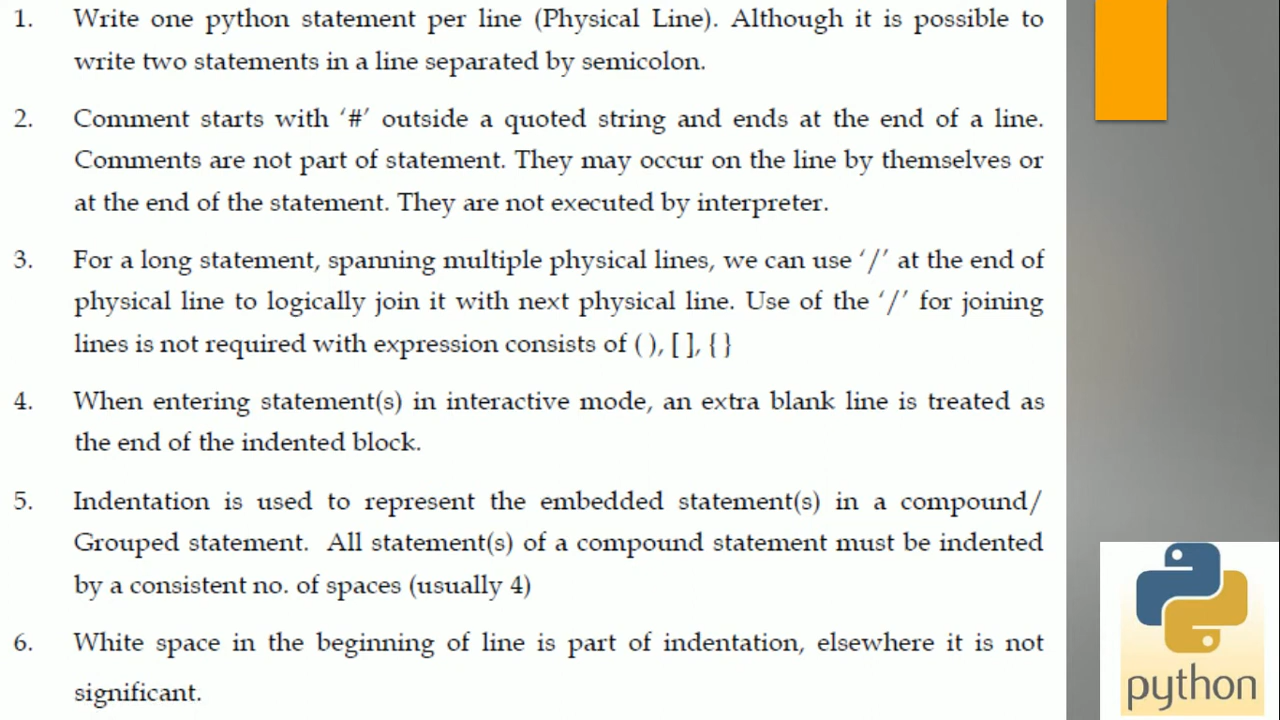 1. Write one python statement per line (Physical Line). Although it is possible to
write two statements in a line separated by semicolon.
2. Comment starts with ‘#’ outside a quoted string and ends at the end of a line.
Comments are not part of statement. They may occur on the line by themselves or
at the end of the statement. They are not executed by interpreter.
3. For a long statement, spanning multiple physical lines, we can use ‘/’ at the end of
physical line to logically join it with next physical line. Use of the ‘/’ for joining
lines is not required with expression consists of ( ), [ ], { }
4. When entering statement(s) in interactive mode, an extra blank line is treated as
the end of the indented block.
5. Indentation is used to represent the embedded statement(s) in a compound/
Grouped statement. All statement(s) of a compound statement must be indented
by a consistent no. of spaces (usually 4)
6. White space in the beginning of line is part of indentation, elsewhere it is not
significant.
python